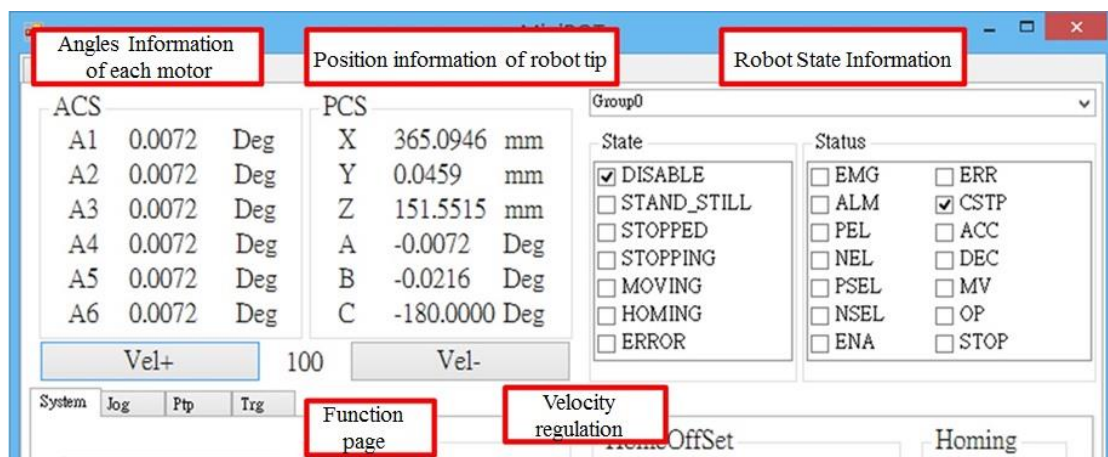 Angles Information
of each motor
Position information of robot tip
Robot State Information
ACS
A1 0.0072 Deg
A2 0.0072 Deg
A3 0.0072 Deg
A4 0.0072 Deg
A5 0.0072 Deg
A6 0.0072 Deg
PCS
X 365.0946 mm
Y 0.0459 mm
Z 151.5515 mm
A -0.0072 Deg
B -0.0216 Deg
C -180.0000 Deg
Group0
State
DISABLE
STAND_STILL
STOPPED
STOPPING
MOVING
HOMING
ERROR
Status
EMG ERR
ALM CSTP
PEL ACC
NEL DEC
PSEL MV
NSEL OP
ENA STOP
Vel+ 100 Vel-
System Jog Ptp Trg
Function
page
Velocity
regulation
HomeOffSet
Homing